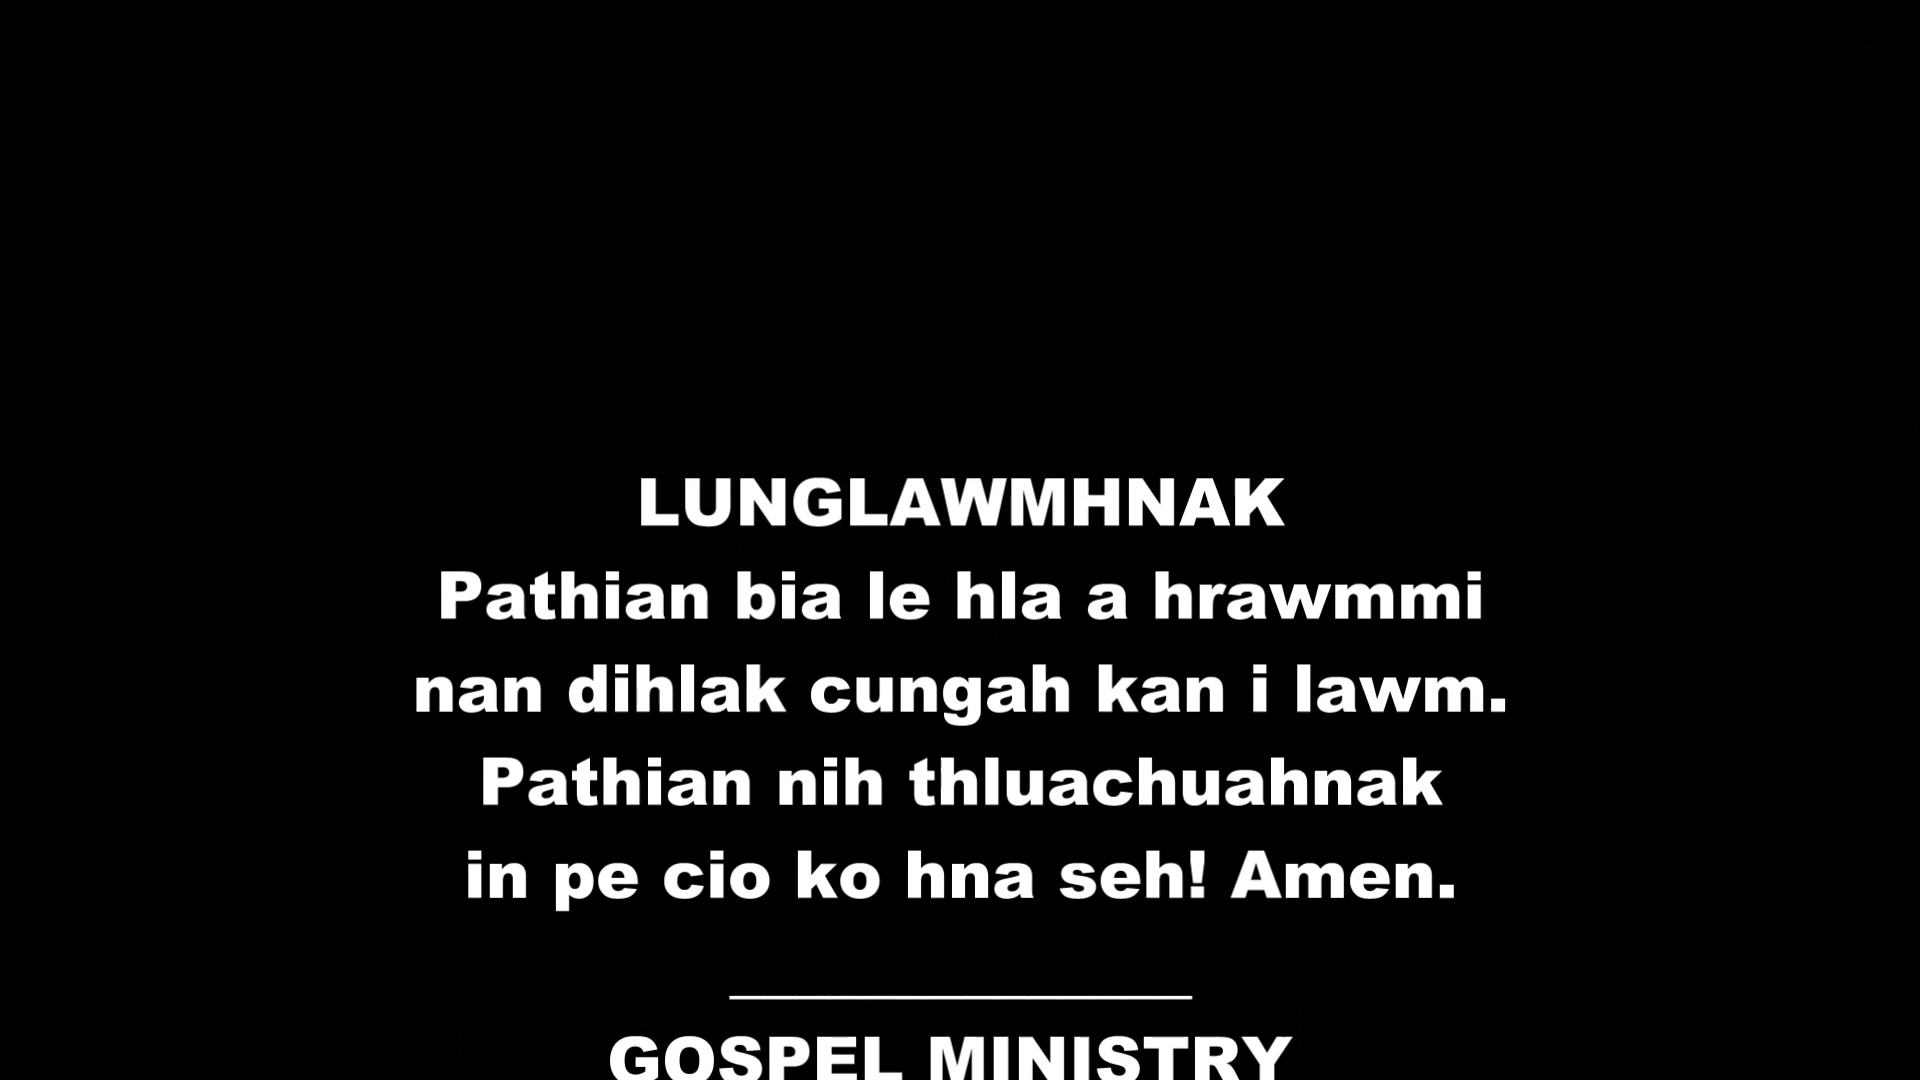 LUNGLAWMHNAK
Pathian bia le hla a hrawmmi
nan dihlak cungah kan i lawm.
Pathian nih thluachuahnak
in pe cio ko hna seh! Amen.
GOSPEL MINISTRY